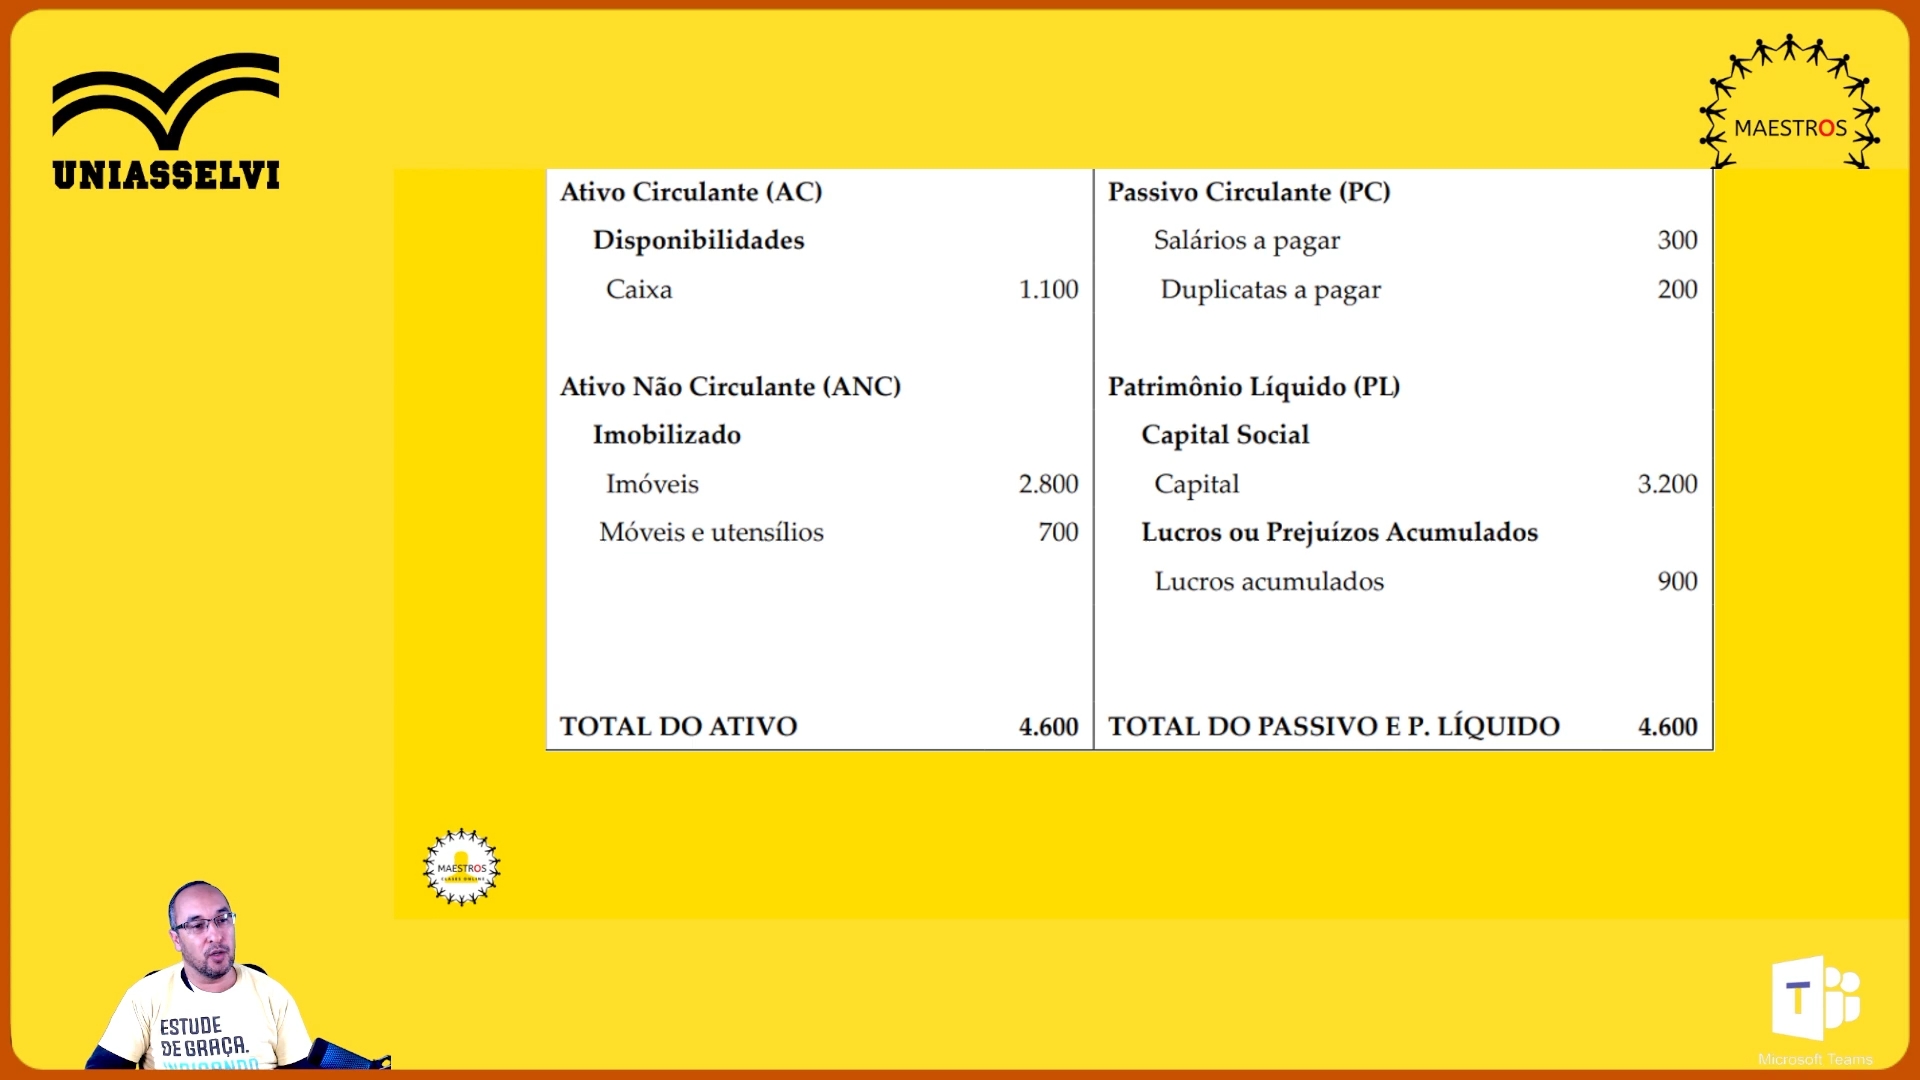 UNIASSELVI
MAESTROS
Ativo Circulante (AC)
Disponibilidades
Caixa 1.100
Ativo Não Circulante (ANC)
Imobilizado
Imóveis 2.800
Móveis e utensílios 700
TOTAL DO ATIVO 4.600
Passivo Circulante (PC)
Salários a pagar 300
Duplicatas a pagar 200
Patrimônio Líquido (PL)
Capital Social
Capital 3.200
Lucros ou Prejuízos Acumulados
Lucros acumulados 900
TOTAL DO PASSIVO E P. LÍQUIDO 4.600
MAESTROS
CURSOS ONLINE
ESTUDE
DE GRAÇA.
INDICANDO
T
Microsoft Teams